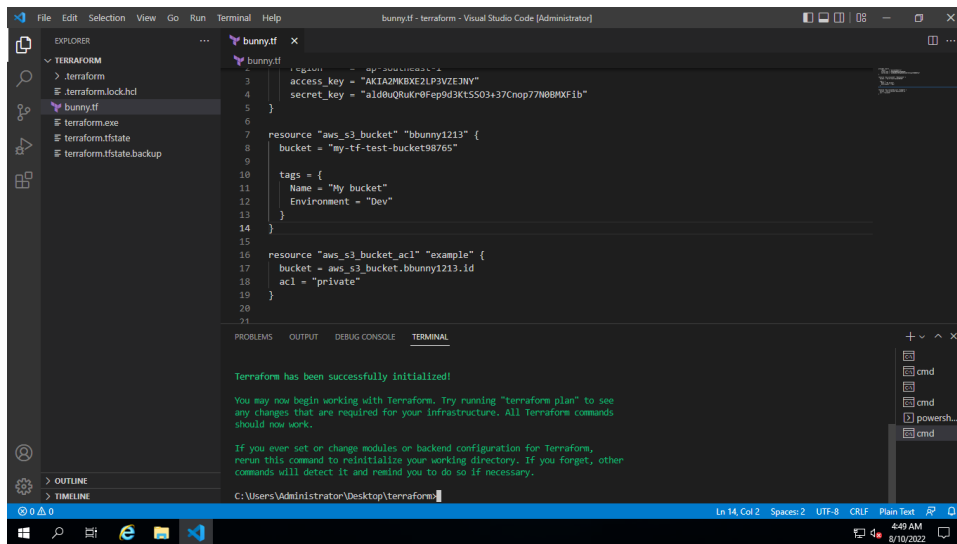 File Edit Selection View Go Run Terminal Help
bunny.tf - terraform - Visual Studio Code [Administrator]
EXPLORER
TERRAFORM
.terraform
.terraform.lock.hcl
bunny.tf
terraform.exe
terraform.tfstate
terraform.tfstate.backup
OUTLINE
TIMELINE
bunny.tf
bunny.tf
2 region = "ap-southeast-1"
3 access_key = "AKIA2MKBXE2LP3VZEJNY"
4 secret_key = "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"
5 }
6
7 resource "aws_s3_bucket" "bbunny1213" {
8 bucket = "my-tf-test-bucket98765"
9
10 tags = {
11 Name = "My bucket"
12 Environment = "Dev"
13 }
14 }
15
16 resource "aws_s3_bucket_acl" "example" {
17 bucket = aws_s3_bucket.bbunny1213.id
18 acl = "private"
19 }
20
21
PROBLEMS OUTPUT DEBUG CONSOLE TERMINAL
Terraform has been successfully initialized!
You may now begin working with Terraform. Try running "terraform plan" to see
any changes that are required for your infrastructure. All Terraform commands
should now work.
If you ever set or change modules or backend configuration for Terraform,
rerun this command to reinitialize your working directory. If you forget, other
commands will detect it and remind you to do so if necessary.
C:\Users\Administrator\Desktop\terraform>
cmd
cmd
powersh...
cmd
0 0
Ln 14, Col 2 Spaces: 2 UTF-8 CRLF Plain Text
4:49 AM
8/10/2022